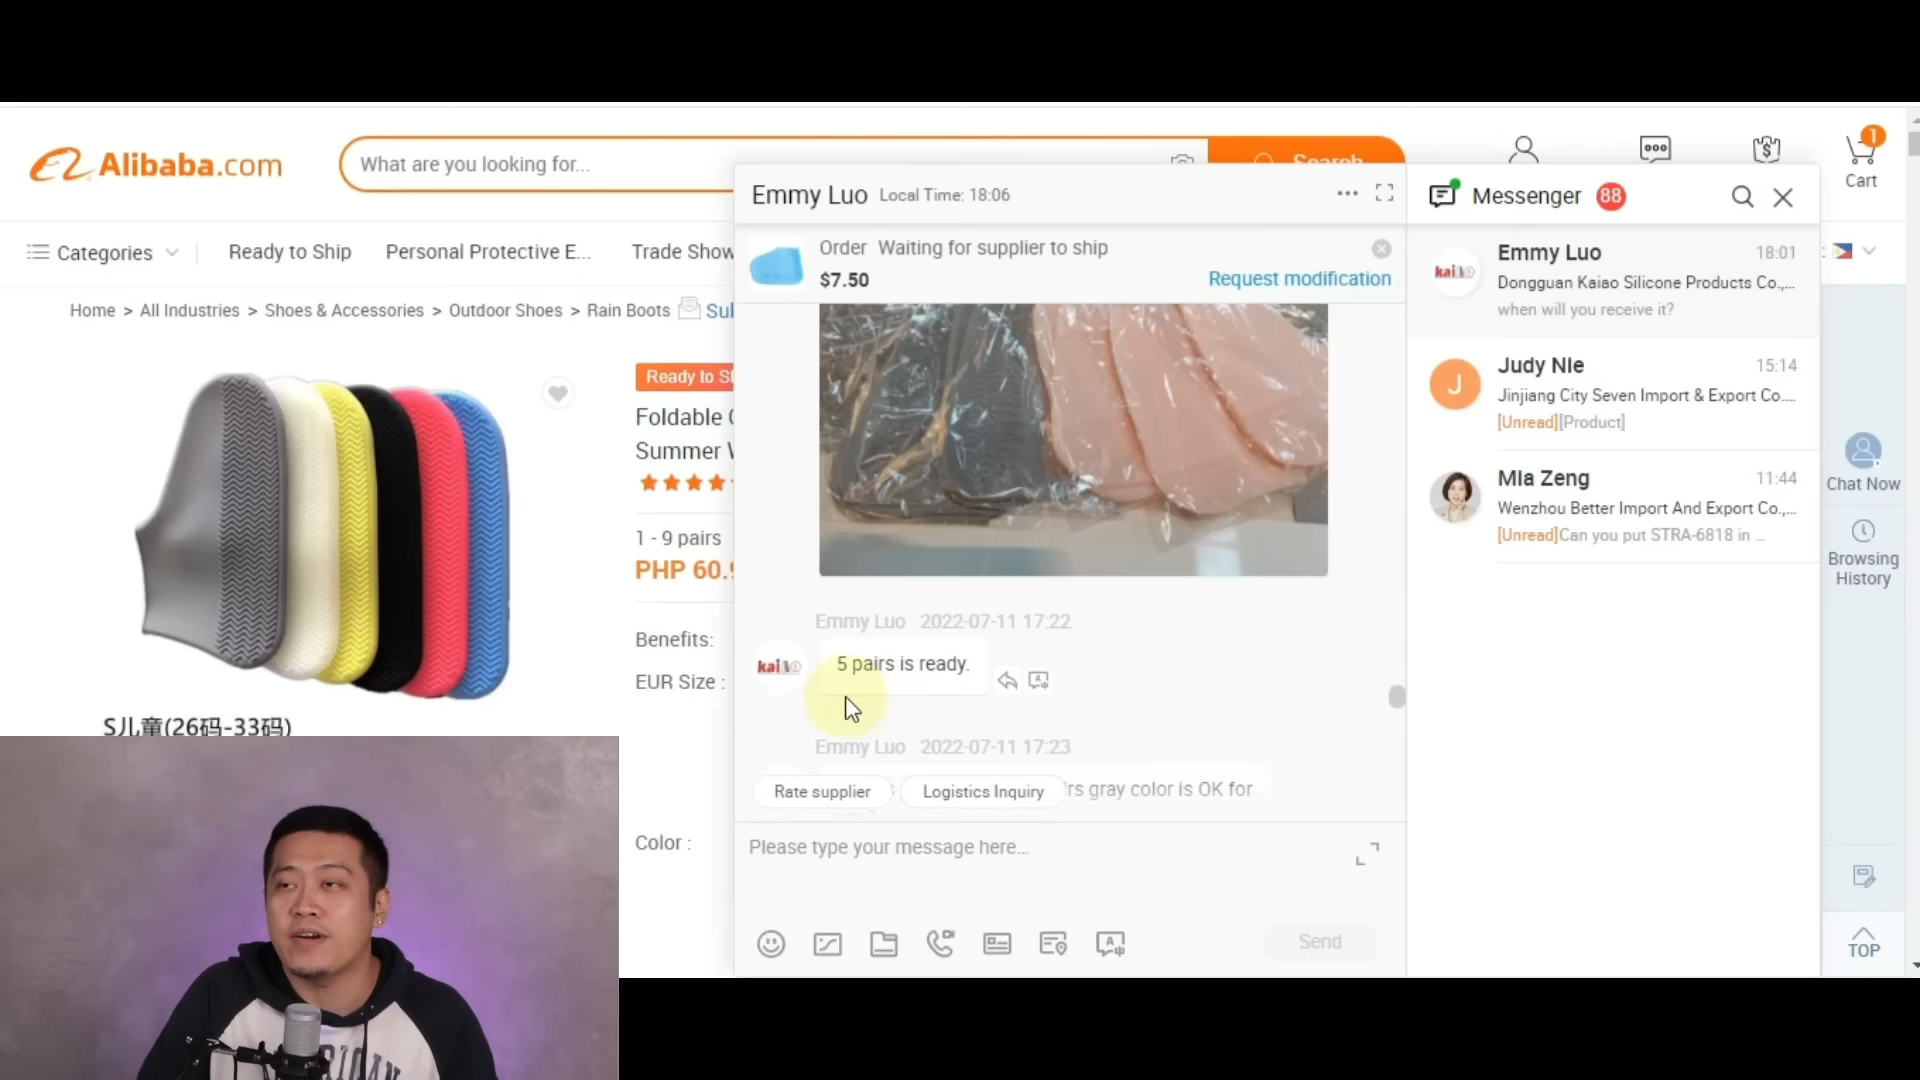 Alibaba.com
What are you looking for...
Search
1
Cart
Categories
Ready to Ship
Personal Protective E...
Trade Show
Home > All Industries > Shoes & Accessories > Outdoor Shoes > Rain Boots
Ready to
Foldable
Summer
1 - 9 pairs
PHP 60.
Benefits:
EUR Size :
Color :
S儿童(26码-33码)
Emmy Luo Local Time: 18:06
Order Waiting for supplier to ship
$7.50
Request modification
Emmy Luo 2022-07-11 17:22
kaiAO
5 pairs is ready.
Emmy Luo 2022-07-11 17:23
gray color is OK for
Rate supplier
Logistics Inquiry
Please type your message here...
Send
Messenger 88
kaiAO
Emmy Luo 18:01
Dongguan Kaiao Silicone Products Co.,...
when will you receive it?
J
Judy Nie 15:14
Jinjiang City Seven Import & Export Co....
[Unread][Product]
Mia Zeng 11:44
Wenzhou Better Import And Export Co.,...
[Unread]Can you put STRA-6818 in ...
Chat Now
Browsing
History
TOP